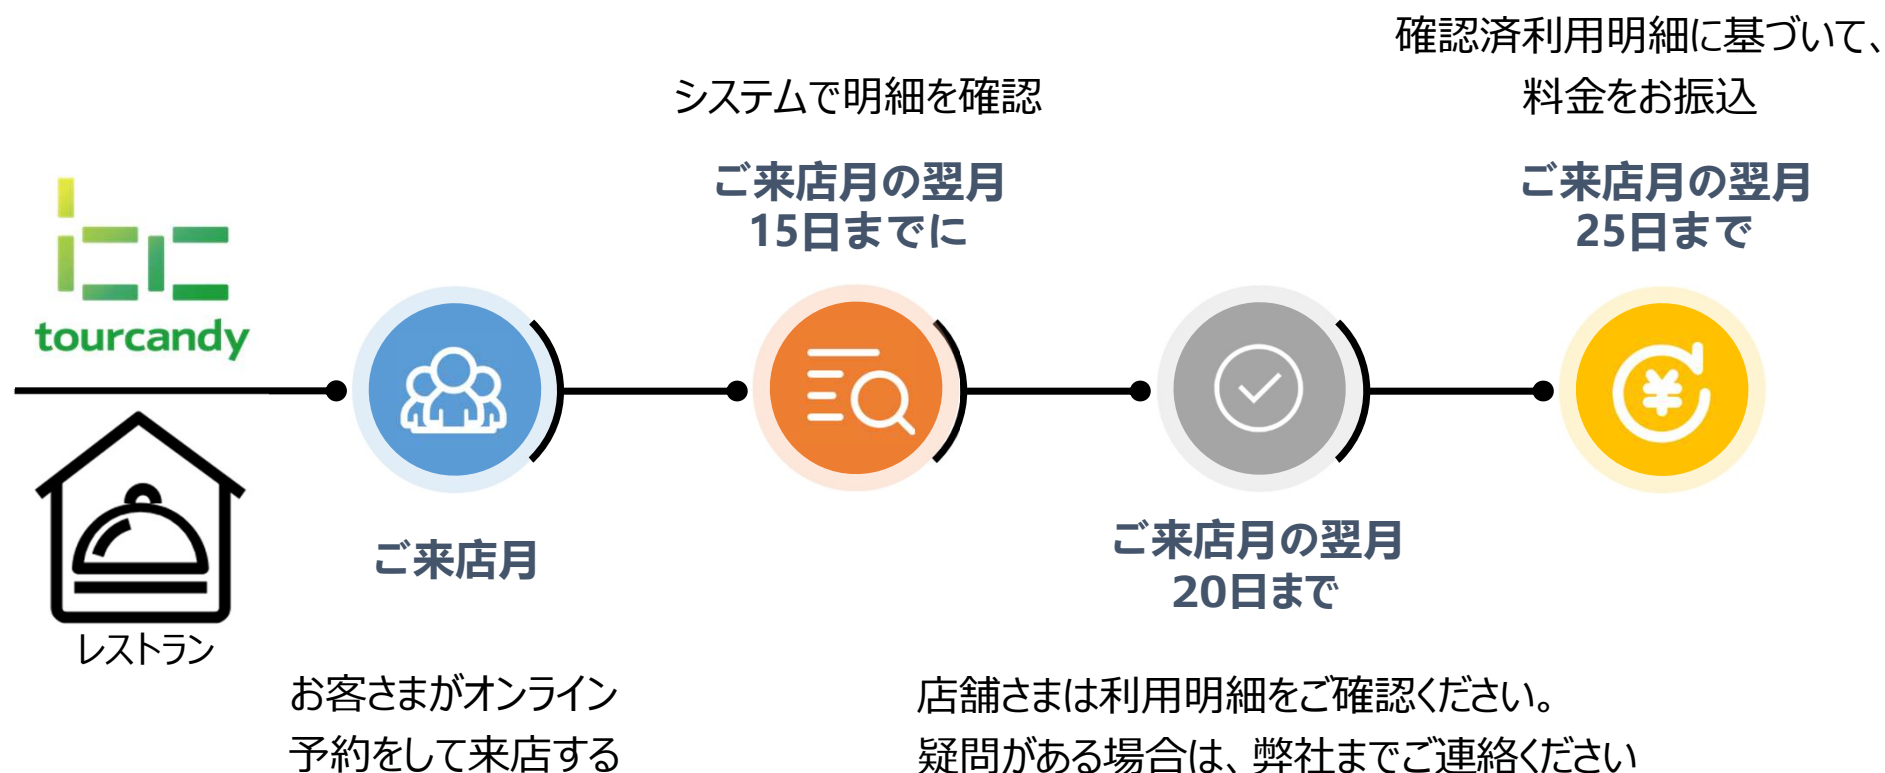 確認済利用明細に基づいて、
料金をお振込
システムで明細を確認
ご来店月の翌月
15日までに
ご来店月の翌月
25日まで
tourcandy
ご来店月
ご来店月の翌月
20日まで
レストラン
お客さまがオンライン
予約をして来店する
店舗さまは利用明細をご確認ください。
疑問がある場合は、弊社までご連絡ください